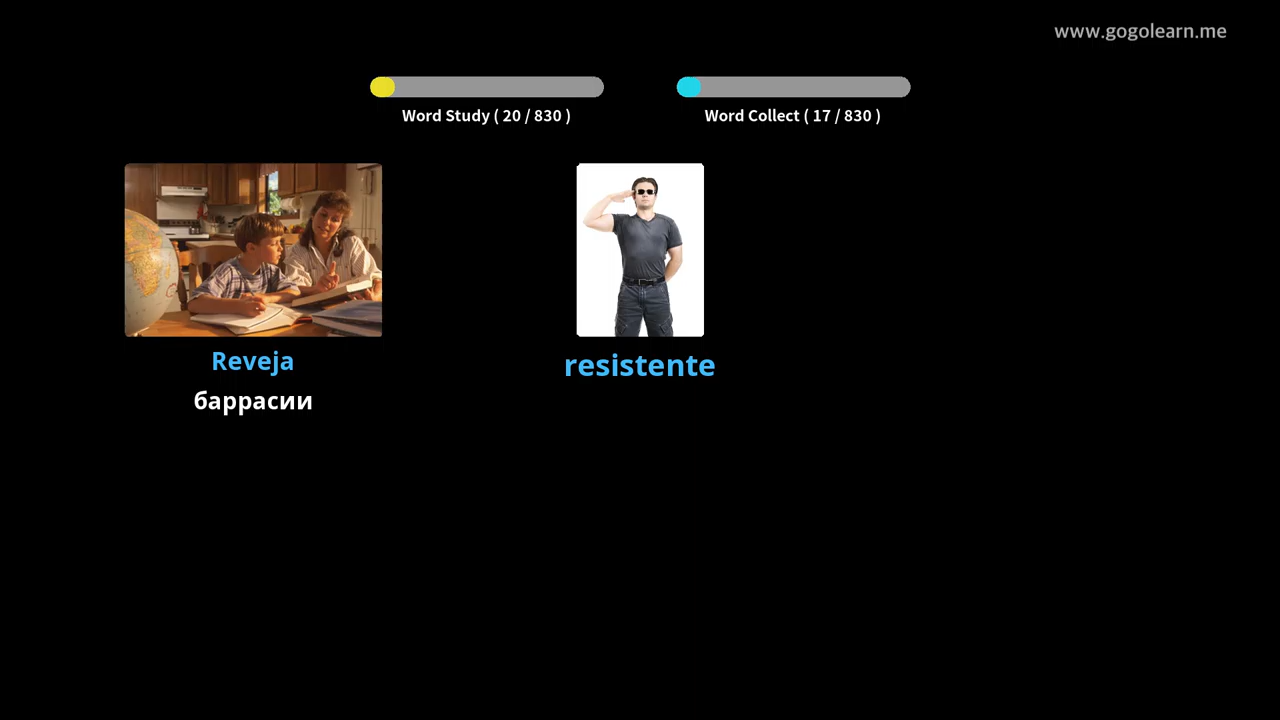 www.gogolearn.me
Word Study ( 20 / 830 )
Word Collect ( 17 / 830 )
Reveja
баррасии
resistente